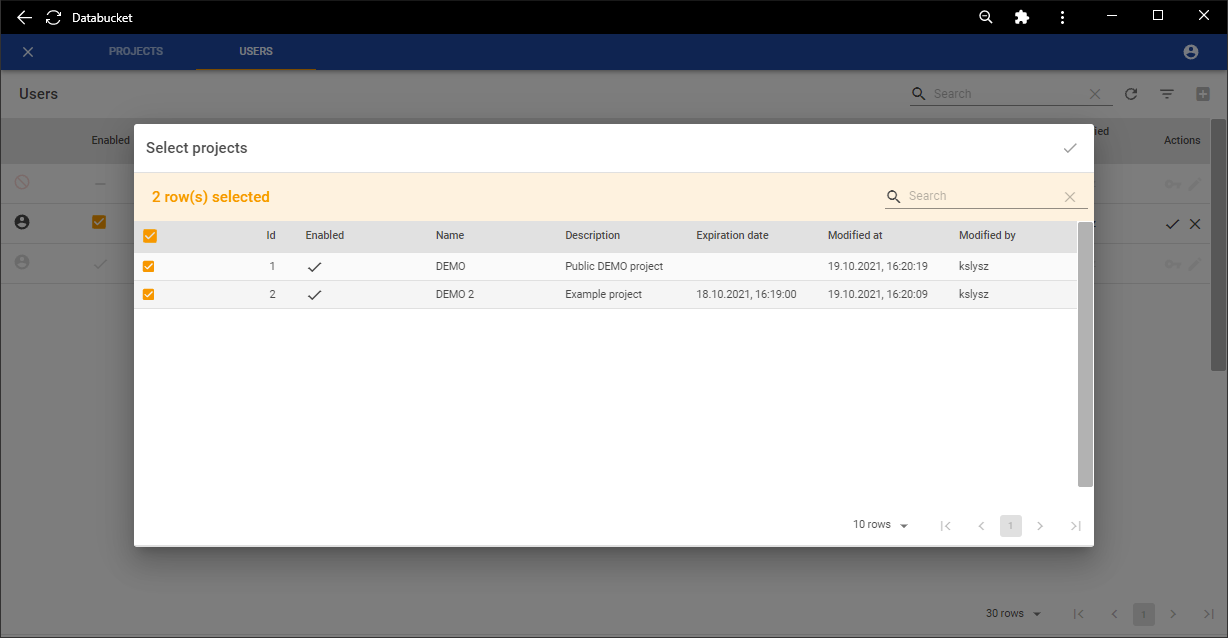 Databucket
PROJECTS USERS
Users Search
Enabled ied Actions
Select projects
2 row(s) selected Search
Id Enabled Name Description Expiration date Modified at Modified by
1 DEMO Public DEMO project 19.10.2021, 16:20:19 kslysz
2 DEMO 2 Example project 18.10.2021, 16:19:00 19.10.2021, 16:20:09 kslysz
10 rows 1
30 rows 1